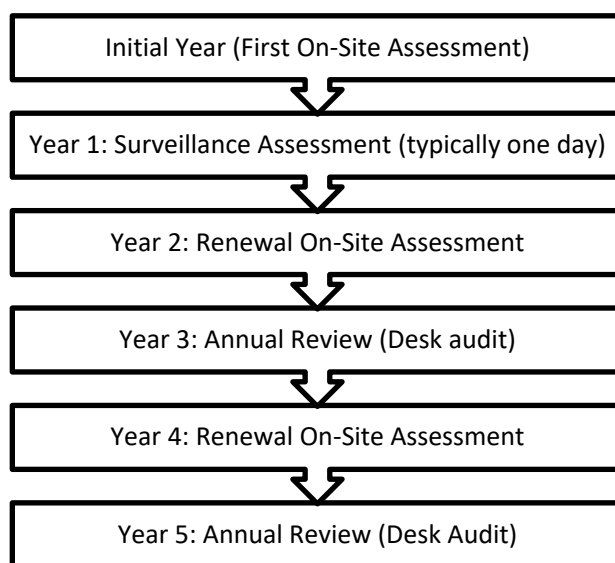 Initial Year (First On-Site Assessment)
Year 1: Surveillance Assessment (typically one day)
Year 2: Renewal On-Site Assessment
Year 3: Annual Review (Desk audit)
Year 4: Renewal On-Site Assessment
Year 5: Annual Review (Desk Audit)